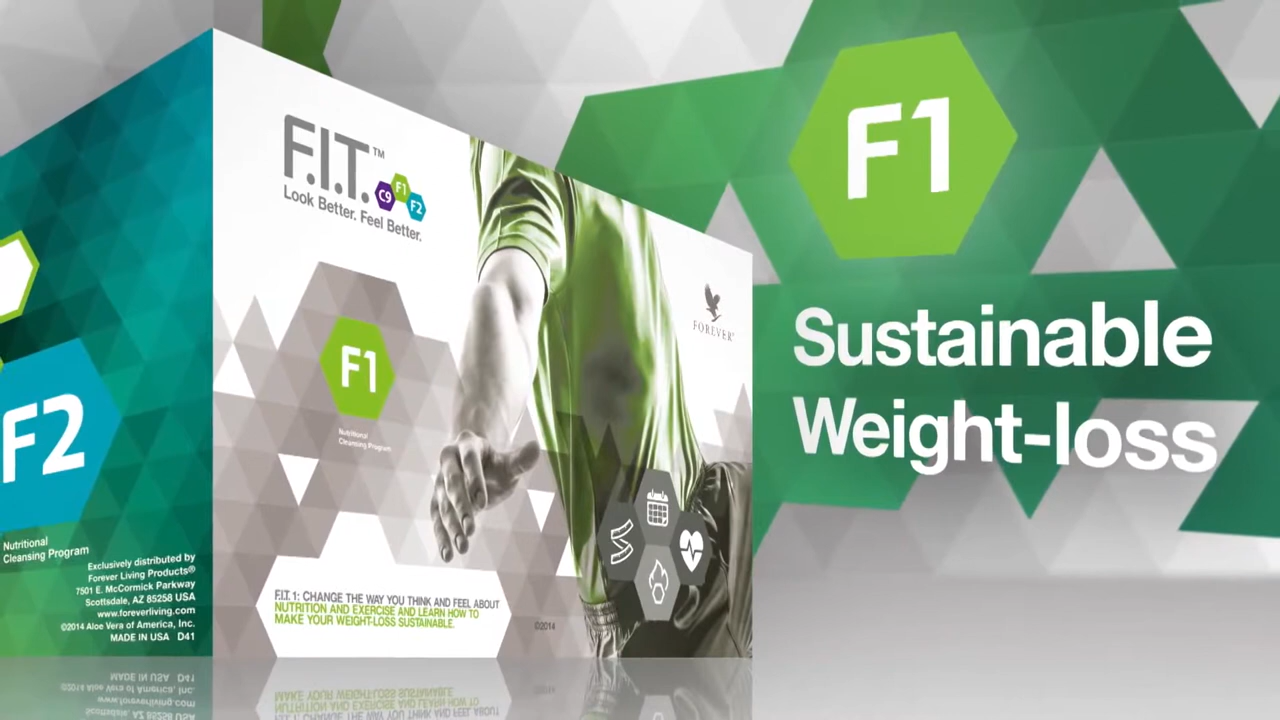 F2
Nutritional
Cleansing Program
Exclusively distributed by
Forever Living Products®
7501 E. McCormick Parkway
Scottsdale, AZ 85258 USA
www.foreverliving.com
©2014 Aloe Vera of America, Inc.
MADE IN USA D41
F.I.T.™
C9 F1 F2
Look Better. Feel Better.
F1
Nutritional
Cleansing Program
FOREVER®
F.I.T. 1: CHANGE THE WAY YOU THINK AND FEEL ABOUT
NUTRITION AND EXERCISE AND LEARN HOW TO
MAKE YOUR WEIGHT-LOSS SUSTAINABLE.
©2014
F1
Sustainable
Weight-loss